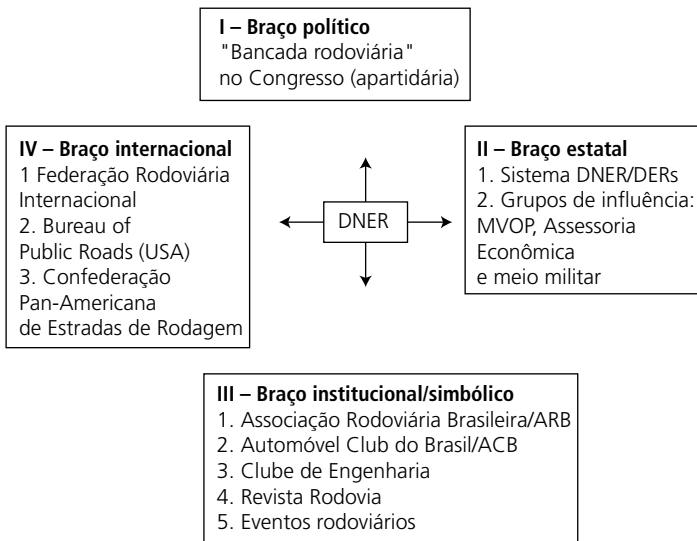 I – Braço político
"Bancada rodoviária"
no Congresso (apartidária)
IV – Braço internacional
1 Federação Rodoviária
Internacional
2. Bureau of
Public Roads (USA)
3. Confederação
Pan-Americana
de Estradas de Rodagem
DNER
II – Braço estatal
1. Sistema DNER/DERs
2. Grupos de influência:
MVOP, Assessoria
Econômica
e meio militar
III – Braço institucional/simbólico
1. Associação Rodoviária Brasileira/ARB
2. Automóvel Club do Brasil/ACB
3. Clube de Engenharia
4. Revista Rodovia
5. Eventos rodoviários